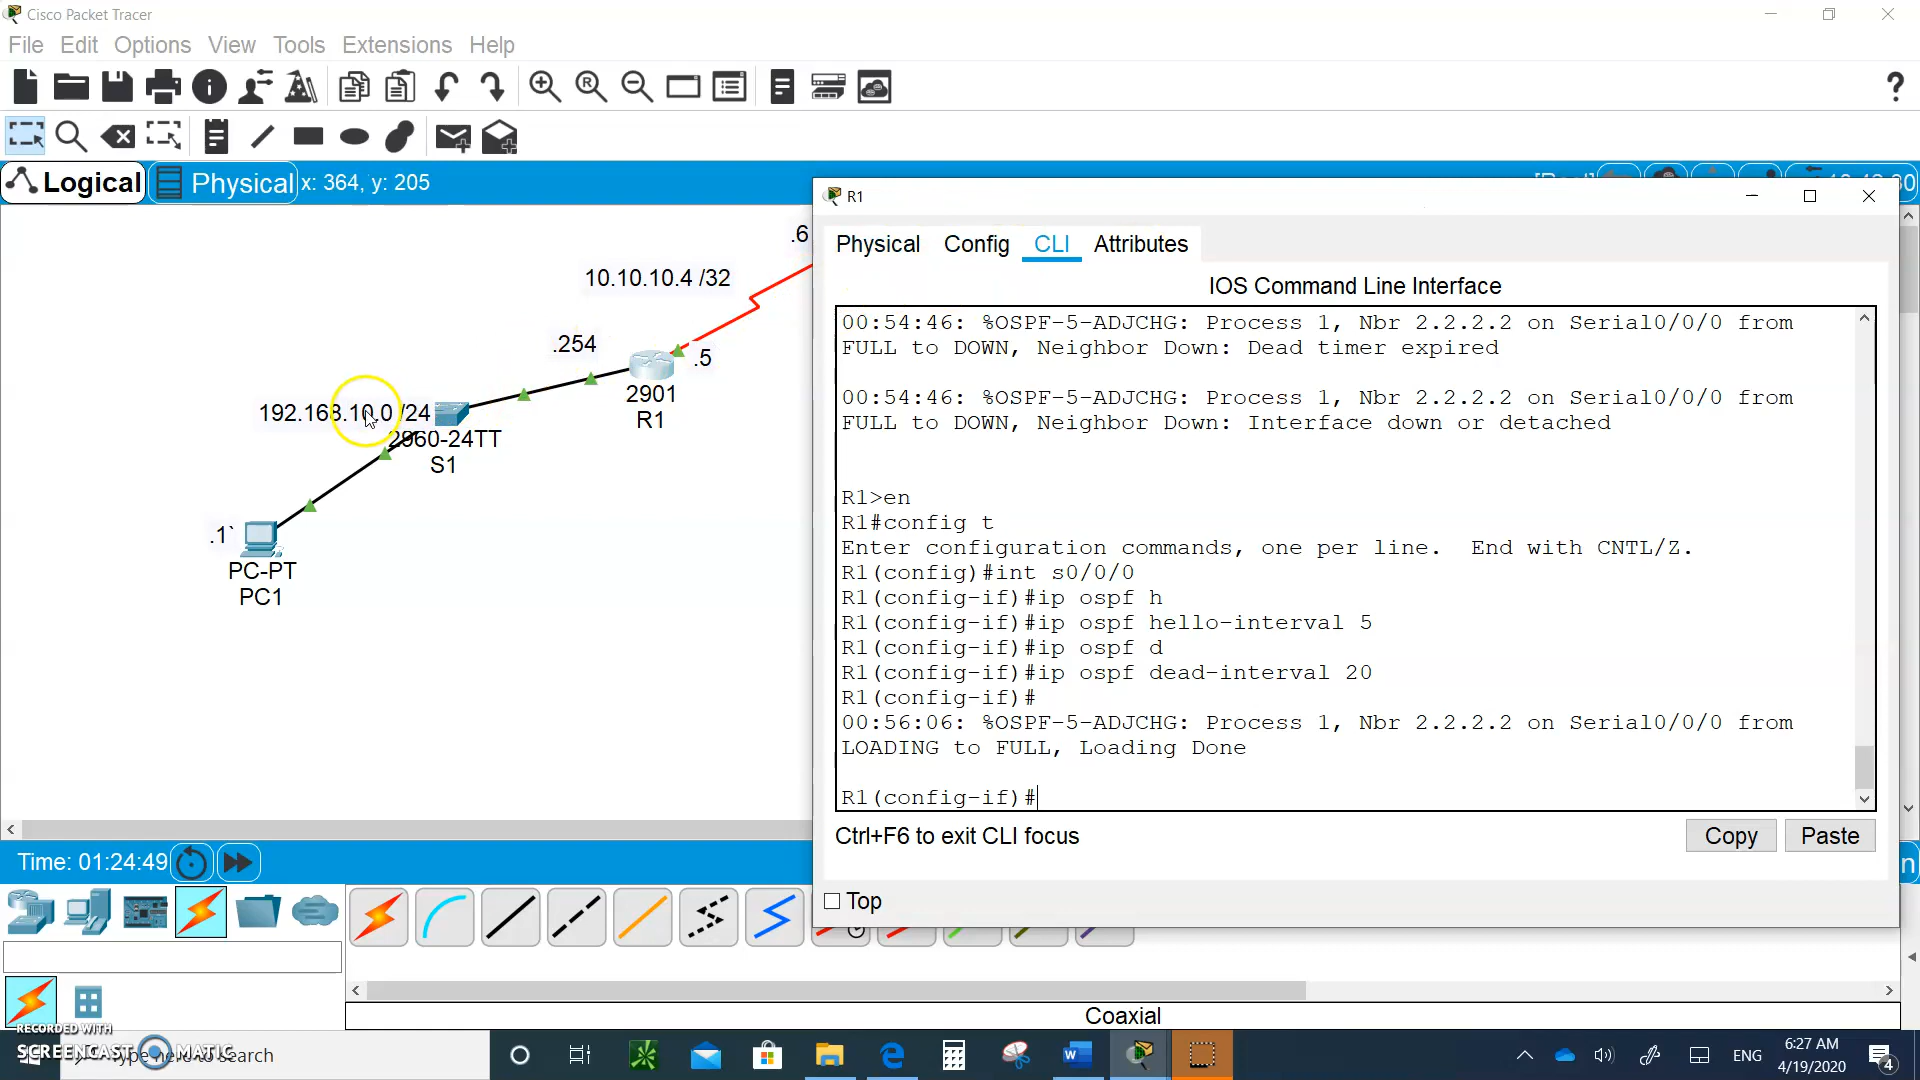 Cisco Packet Tracer
File Edit Options View Tools Extensions Help
?
Logical Physical x: 364, y: 205
R1
Physical Config CLI Attributes
IOS Command Line Interface
00:54:46: %OSPF-5-ADJCHG: Process 1, Nbr 2.2.2.2 on Serial0/0/0 from
FULL to DOWN, Neighbor Down: Dead timer expired
00:54:46: %OSPF-5-ADJCHG: Process 1, Nbr 2.2.2.2 on Serial0/0/0 from
FULL to DOWN, Neighbor Down: Interface down or detached
R1>en
R1#config t
Enter configuration commands, one per line.  End with CNTL/Z.
R1(config)#int s0/0/0
R1(config-if)#ip ospf h
R1(config-if)#ip ospf hello-interval 5
R1(config-if)#ip ospf d
R1(config-if)#ip ospf dead-interval 20
R1(config-if)#
00:56:06: %OSPF-5-ADJCHG: Process 1, Nbr 2.2.2.2 on Serial0/0/0 from
LOADING to FULL, Loading Done
R1(config-if)#
Ctrl+F6 to exit CLI focus
Copy Paste
Top
.6
10.10.10.4 /32
.254
.5
2901
R1
192.168.10.0 /24
2960-24TT
S1
.1`
PC-PT
PC1
Time: 01:24:49
Coaxial
RECORDED WITH
SCREENCAST MATIC
Type here to search
ENG
6:27 AM
4/19/2020
4